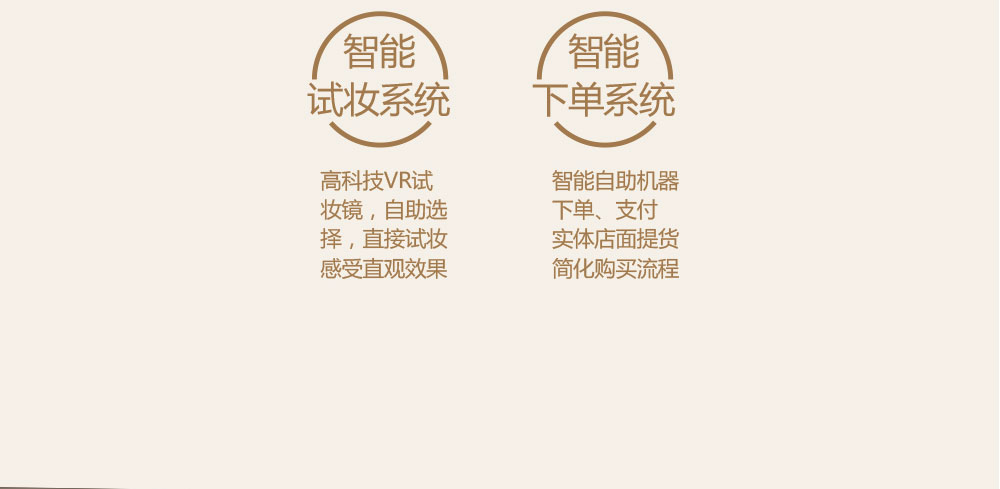 智能
试妆系统
高科技VR试
妆镜，自助选
择，直接试妆
感受直观效果
智能
下单系统
智能自助机器
下单、支付
实体店面提货
简化购买流程